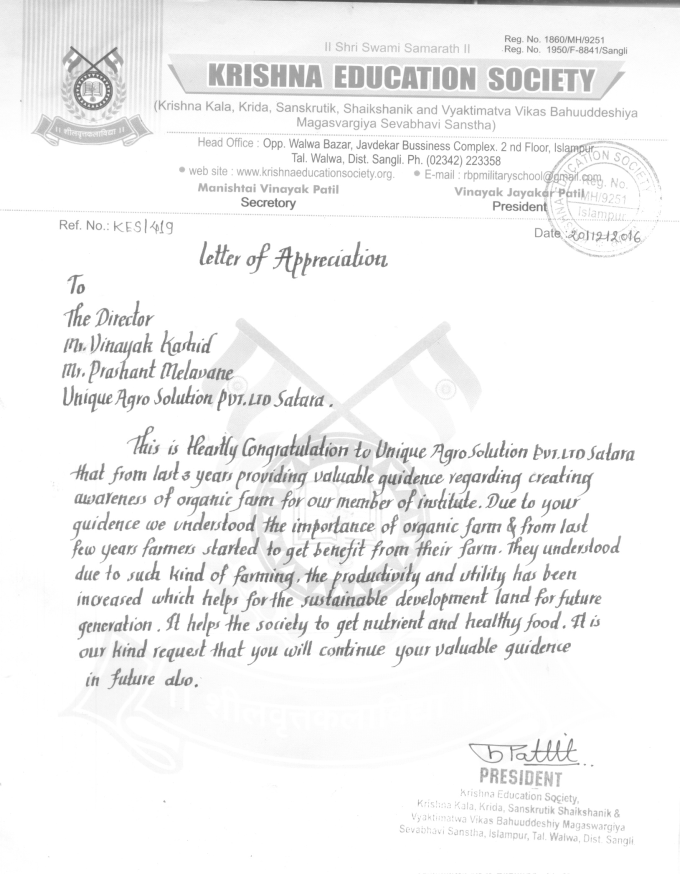 || Shri Swami Samarath ||
Reg. No. 1860/MH/9251
Reg. No. 1950/F-8841/Sangli
KRISHNA EDUCATION SOCIETY
(Krishna Kala, Krida, Sanskrutik, Shaikshanik and Vyaktimatva Vikas Bahuuddeshiya
Magasvargiya Sevabhavi Sanstha)
|| शीलवृत्तकलाविद्या ||
Head Office : Opp. Walwa Bazar, Javdekar Bussiness Complex. 2 nd Floor, Islampur
Tal. Walwa, Dist. Sangli. Ph. (02342) 223358
• web site : www.krishnaeducationsociety.org. • E-mail : rbpmilitaryschool@gmail.com
Manishtai Vinayak Patil
Secretary
Vinayak Jayakar Patil
President
EDUCATION SOCIETY
Reg. No.
MH/9251
Islampur
Ref. No.: KES/419
Date : 20/12/2016
Letter of Appreciation
To
The Director
Mr. Vinayak Kashid
Mr. Prashant Melavane
Unique Agro Solution PVT. LTD Satara.
This is Heartly Congratulation to Unique Agro Solution PVT. LTD Satara
that from last 3 years providing valuable guidence regarding creating
awareness of organic farm for our member of institute. Due to your
guidence we understood the importance of organic farm & from last
few years farmers started to get benefit from their farm. They understood
due to such kind of farming, the productivity and utility has been
increased which helps for the sustainable development land for future
generation. It helps the society to get nutrient and healthy food. It is
our kind request that you will continue your valuable guidence
in future also.
|| शीलवृत्तकलाविद्या ||
PRESIDENT
Krishna Education Society,
Krishna Kala, Krida, Sanskrutik Shaikshanik &
Vyaktimatwa Vikas Bahuuddeshiy Magaswargiya
Sevabhavi Sanstha, Islampur, Tal. Walwa, Dist. Sangli